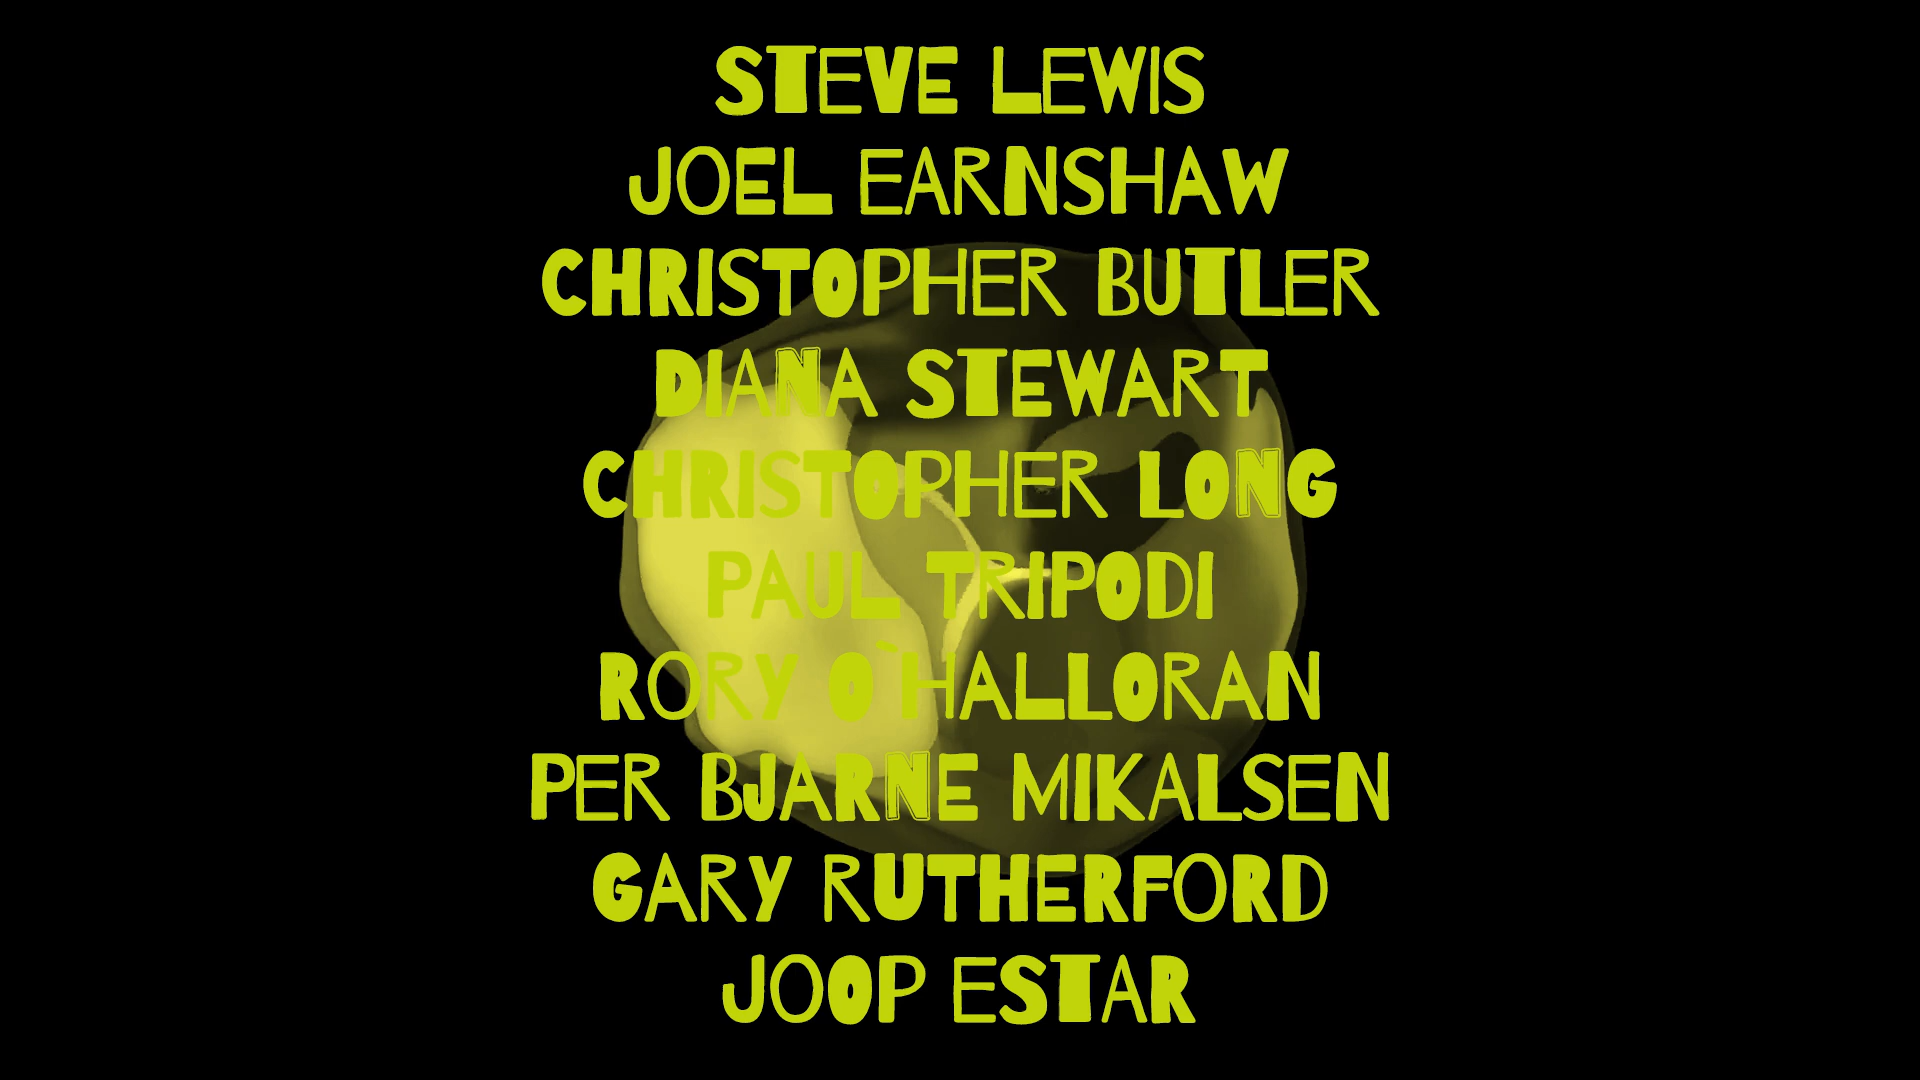 STEVE LEWIS
JOEL EARNSHAW
CHRISTOPHER BUTLER
DIANA STEWART
CHRISTOPHER LONG
PAUL TRIPODI
RORY O`HALLORAN
PER BJARNE MIKALSEN
GARY RUTHERFORD
JOOP ESTAR